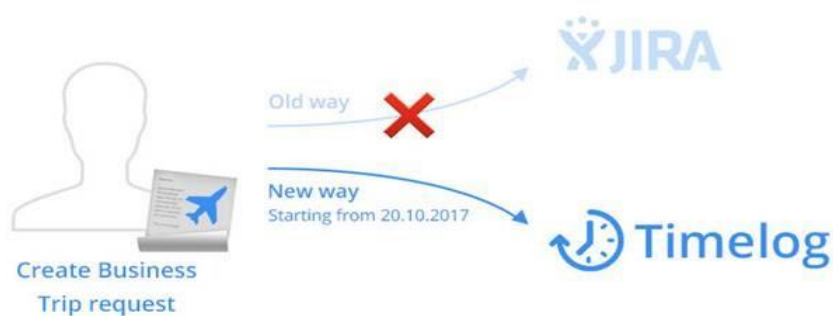 JIRA
Old way
New way
Starting from 20.10.2017
Timelog
Create Business
Trip request